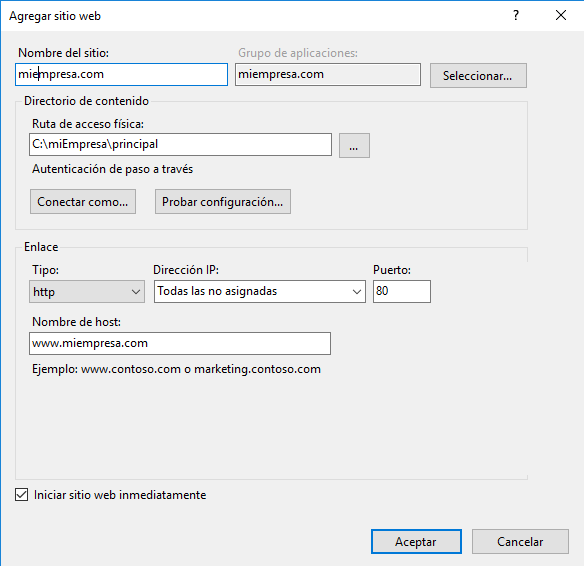 Agregar sitio web
?
Nombre del sitio:
Grupo de aplicaciones:
miempresa.com
miempresa.com
Seleccionar...
Directorio de contenido
Ruta de acceso física:
C:\miEmpresa\principal
...
Autenticación de paso a través
Conectar como...
Probar configuración...
Enlace
Tipo:
Dirección IP:
Puerto:
http
Todas las no asignadas
80
Nombre de host:
www.miempresa.com
Ejemplo: www.contoso.com o marketing.contoso.com
Iniciar sitio web inmediatamente
Aceptar
Cancelar